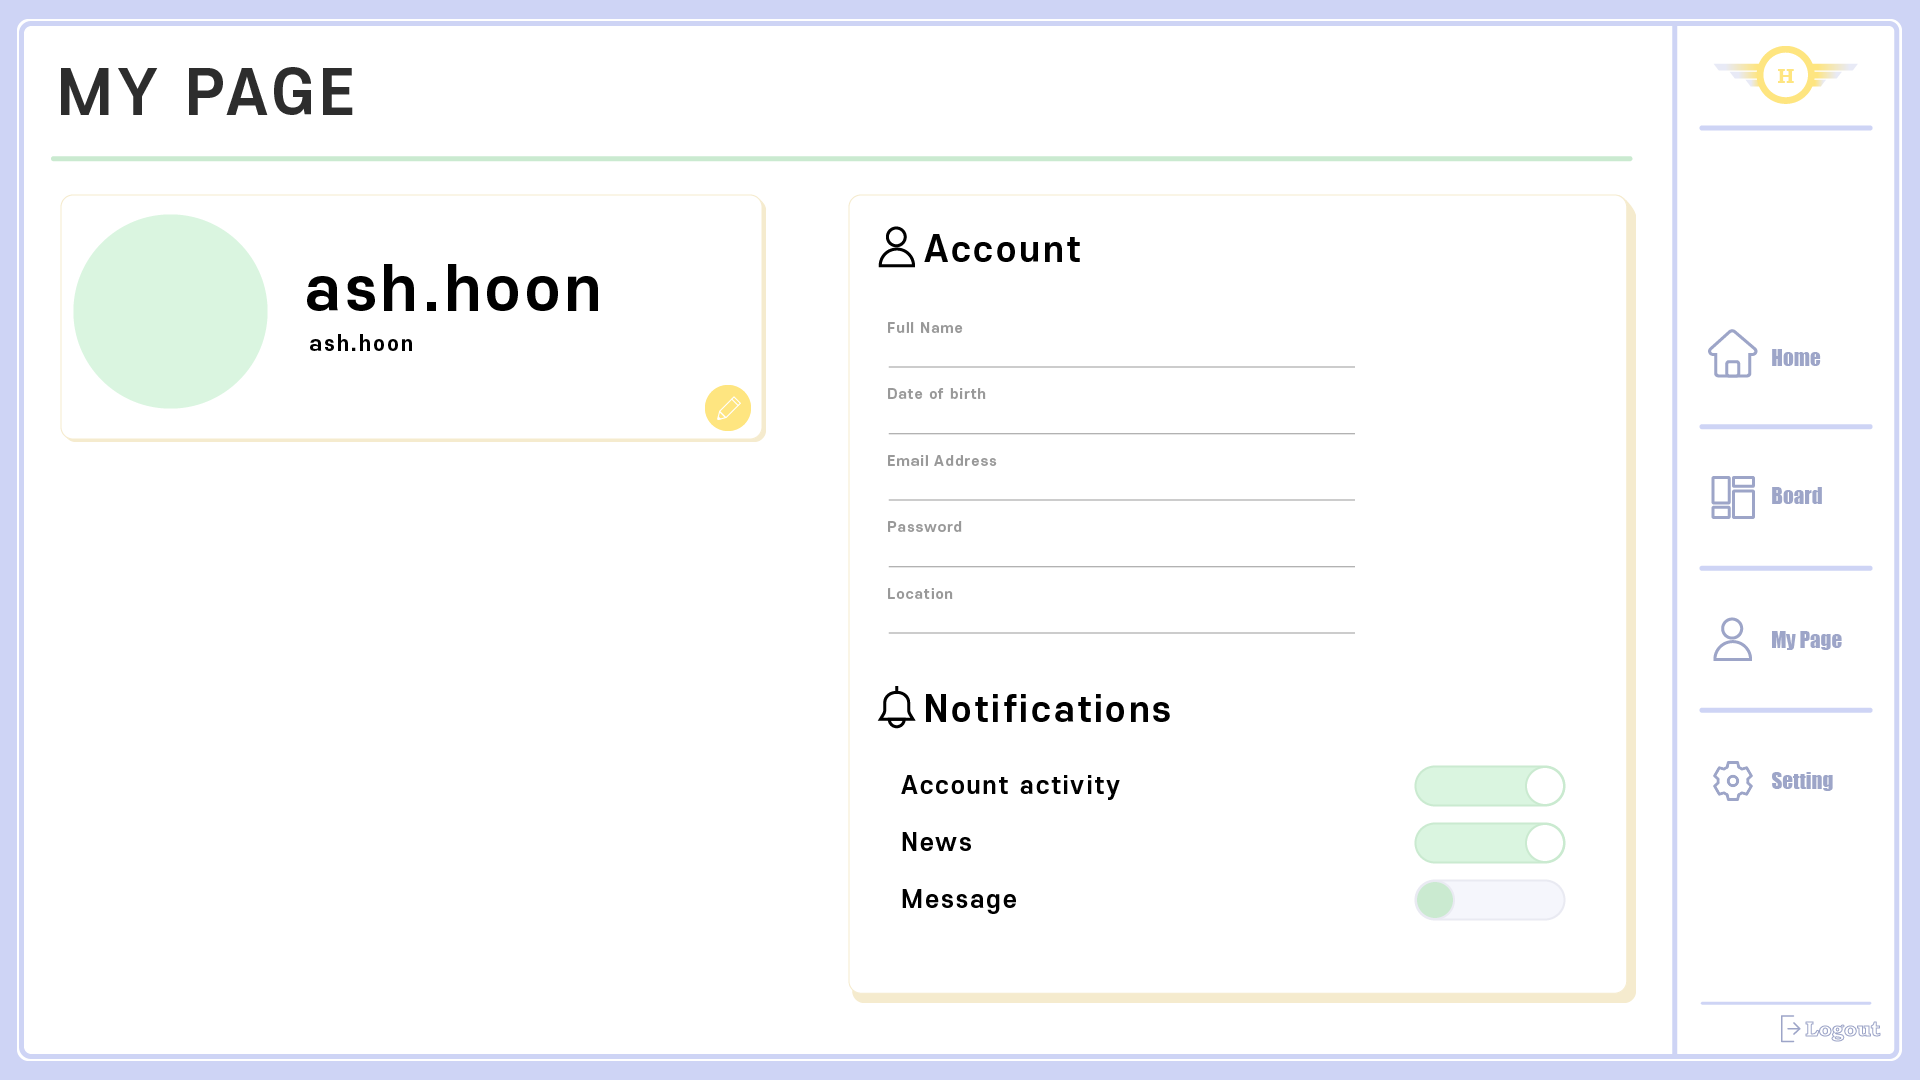 MY PAGE
ash.hoon
ash.hoon
Account
Full Name
Date of birth
Email Address
Password
Location
Notifications
Account activity
News
Message
H
Home
Board
My Page
Setting
Logout